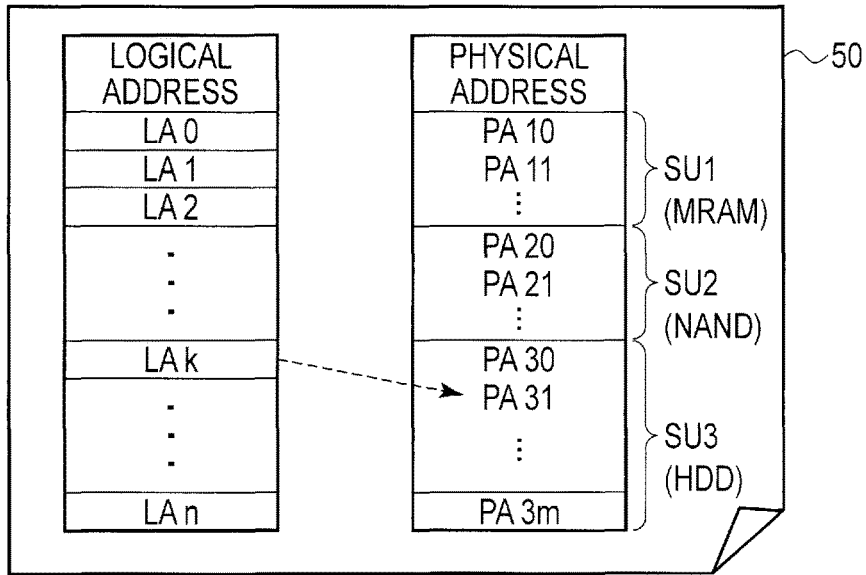 LOGICAL
ADDRESS
LA 0
LA 1
LA 2
LA k
LA n
PHYSICAL
ADDRESS
PA 10
PA 11
PA 20
PA 21
PA 30
PA 31
PA 3m
SU1
(MRAM)
SU2
(NAND)
SU3
(HDD)
50